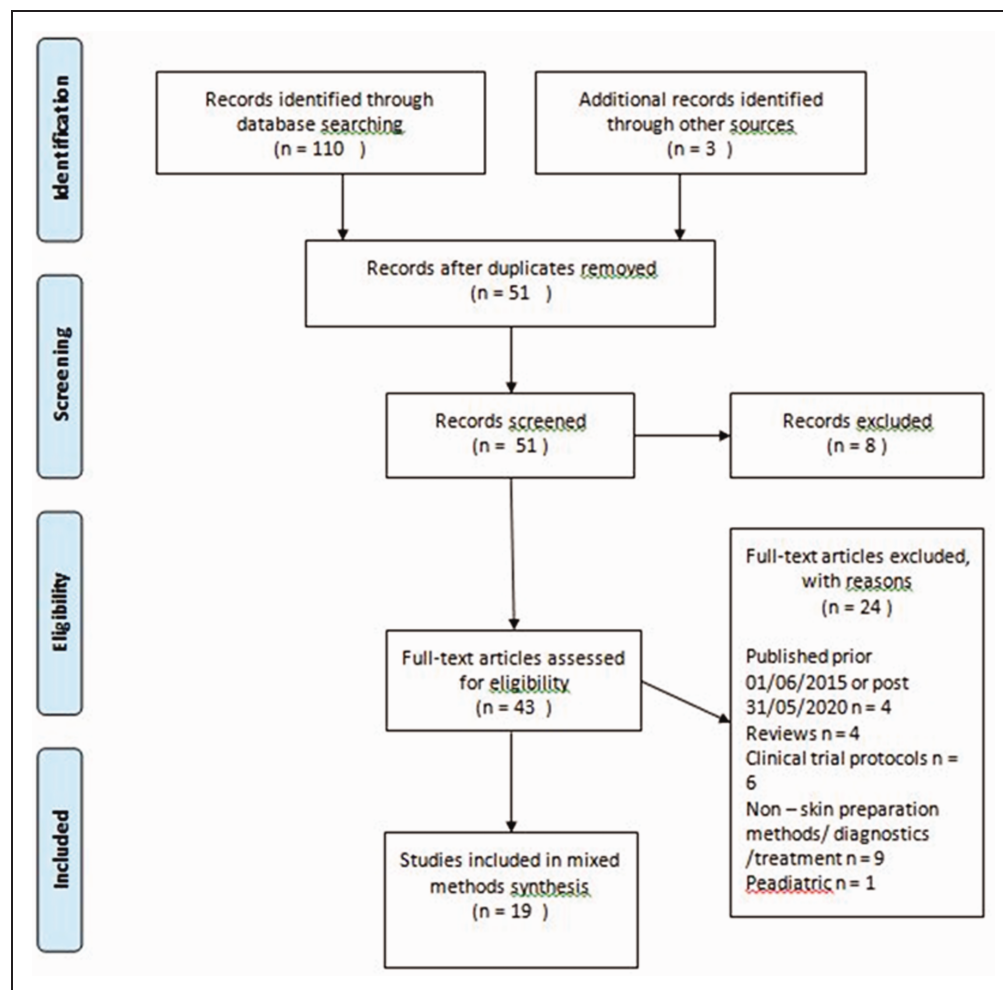 Identification
Records identified through
database searching
(n = 110 )
Additional records identified
through other sources
(n = 3 )
Records after duplicates removed
(n = 51 )
Screening
Records screened
(n = 51 )
Records excluded
(n = 8 )
Eligibility
Full-text articles assessed
for eligibility
(n = 43 )
Full-text articles excluded,
with reasons
(n = 24 )
Published prior
01/06/2015 or post
31/05/2020 n = 4
Reviews n = 4
Clinical trial protocols n =
6
Non – skin preparation
methods/ diagnostics
/treatment n = 9
Peadiatric n = 1
Included
Studies included in mixed
methods synthesis
(n = 19 )